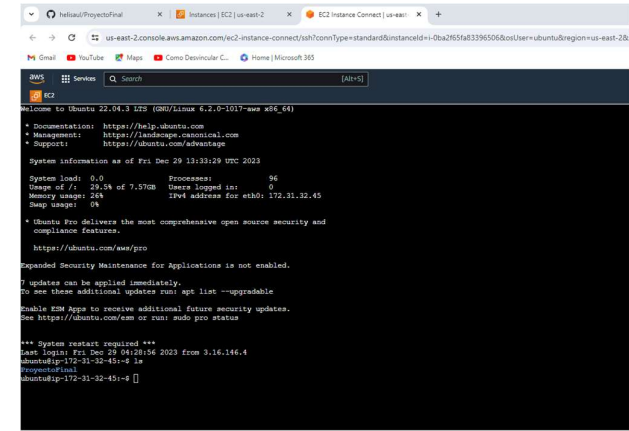 helisaul/ProyectoFinal
Instances | EC2 | us-east-2
EC2 Instance Connect | us-east-
us-east-2.console.aws.amazon.com/ec2-instance-connect/ssh?connType=standard&instanceId=i-0ba2f65fa83396506&osUser=ubuntu&region=us-east-2&
Gmail YouTube Maps Como Desvincular C... Home | Microsoft 365
aws Services Search [Alt+S]
EC2
Welcome to Ubuntu 22.04.3 LTS (GNU/Linux 6.2.0-1017-aws x86_64)
* Documentation: https://help.ubuntu.com
* Management: https://landscape.canonical.com
* Support: https://ubuntu.com/advantage
System information as of Fri Dec 29 13:33:29 UTC 2023
System load: 0.0 Processes: 96
Usage of /: 29.5% of 7.57GB Users logged in: 0
Memory usage: 26% IPv4 address for eth0: 172.31.32.45
Swap usage: 0%
* Ubuntu Pro delivers the most comprehensive open source security and
compliance features.
https://ubuntu.com/aws/pro
Expanded Security Maintenance for Applications is not enabled.
7 updates can be applied immediately.
To see these additional updates run: apt list --upgradable
Enable ESM Apps to receive additional future security updates.
See https://ubuntu.com/esm or run: sudo pro status
*** System restart required ***
Last login: Fri Dec 29 04:28:56 2023 from 3.16.146.4
ubuntu@ip-172-31-32-45:~$ ls
ProyectoFinal
ubuntu@ip-172-31-32-45:~$